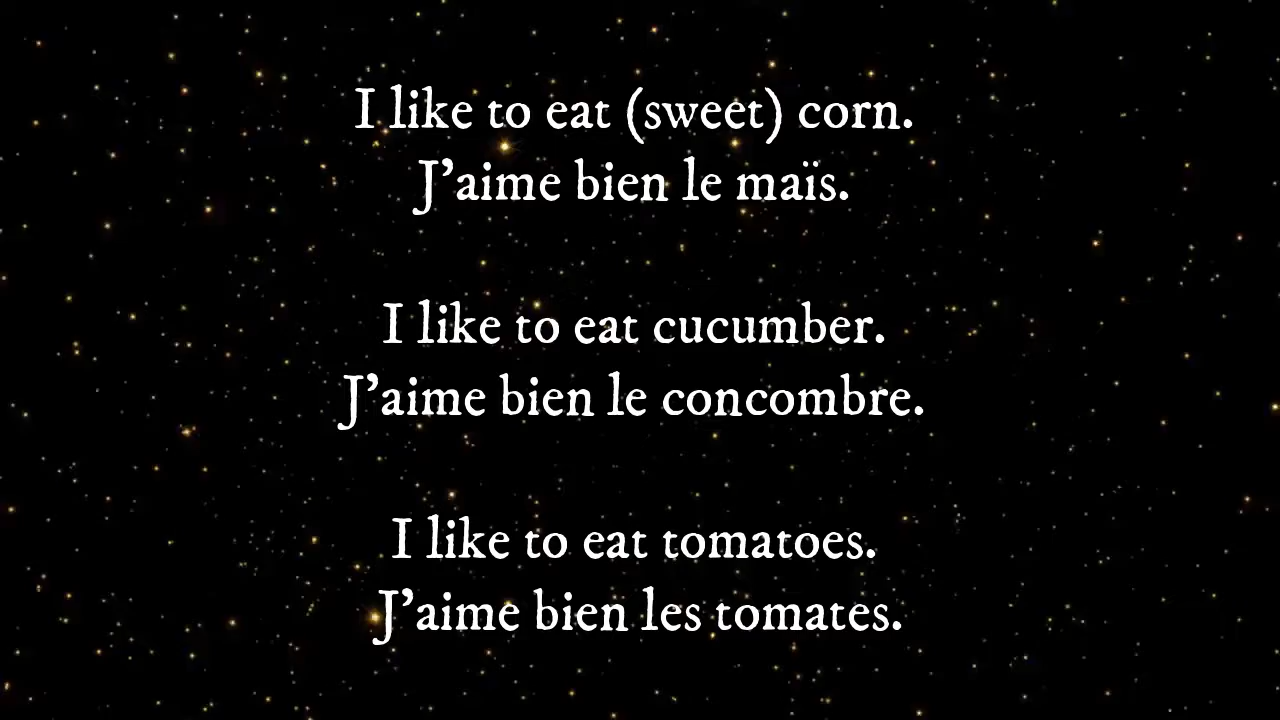 I like to eat (sweet) corn.
J’aime bien le maïs.
I like to eat cucumber.
J’aime bien le concombre.
I like to eat tomatoes.
J’aime bien les tomates.